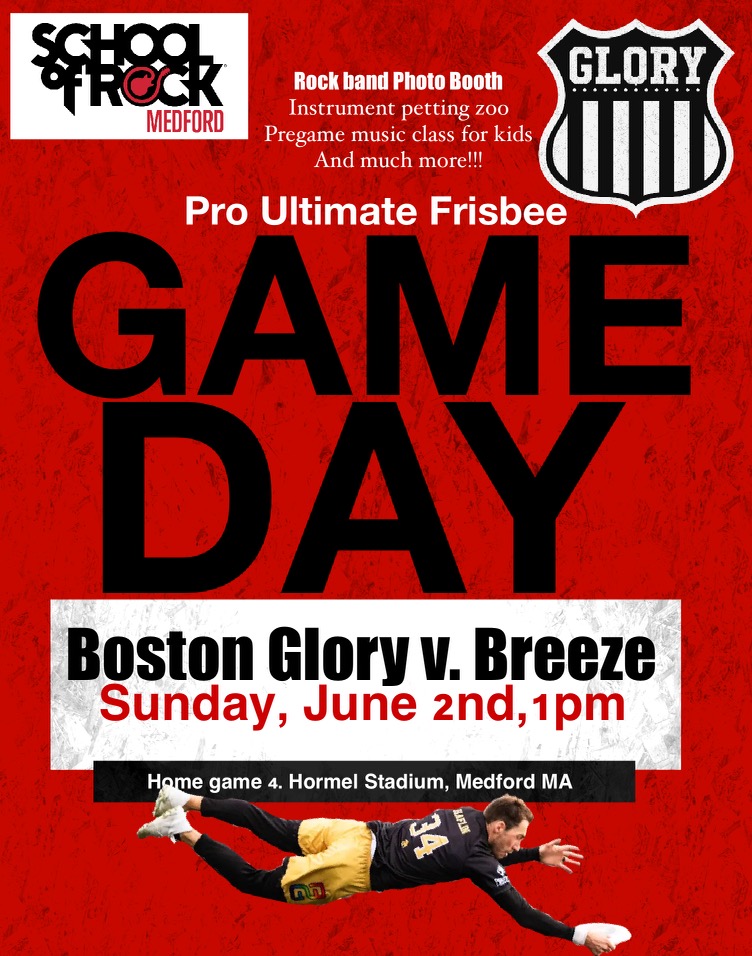 SCHOOL
of ROCK
MEDFORD
Rock band Photo Booth
Instrument petting zoo
Pregame music class for kids
And much more!!!
GLORY
Pro Ultimate Frisbee
GAME
DAY
Boston Glory v. Breeze
Sunday, June 2nd,1pm
Home game 4. Hormel Stadium, Medford MA
34